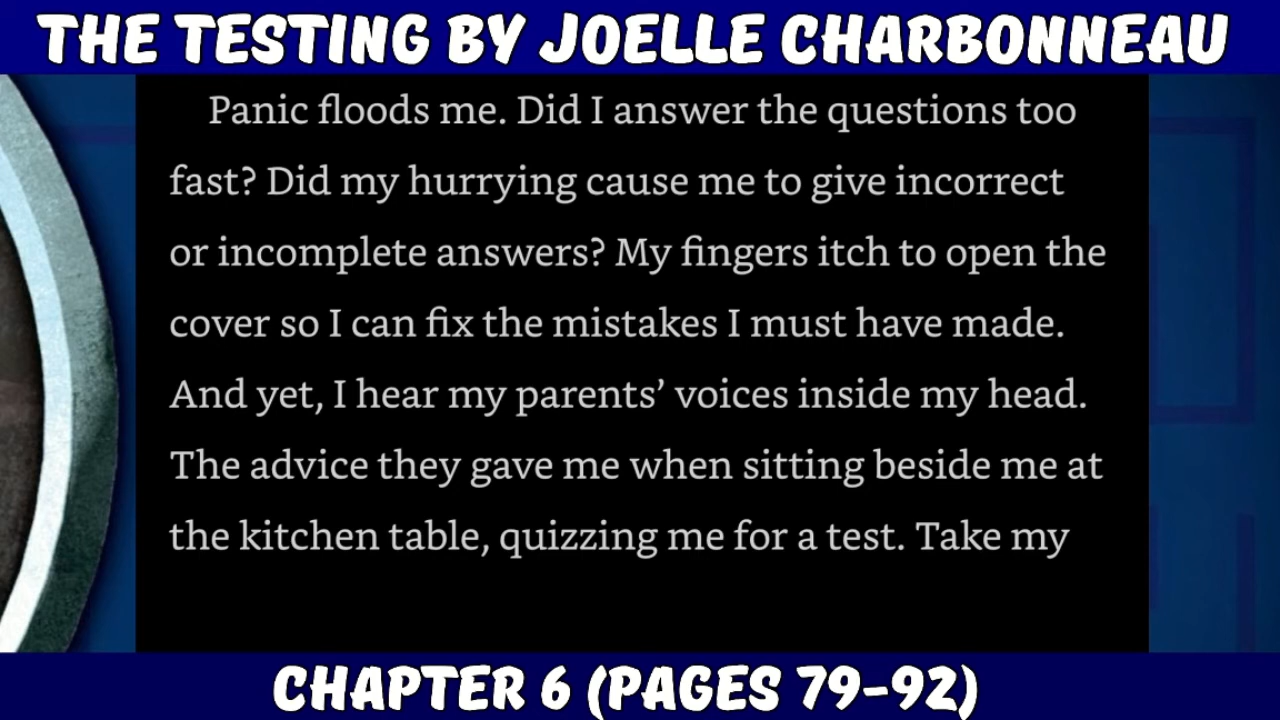 THE TESTING BY JOELLE CHARBONNEAU
Panic floods me. Did I answer the questions too
fast? Did my hurrying cause me to give incorrect
or incomplete answers? My fingers itch to open the
cover so I can fix the mistakes I must have made.
And yet, I hear my parents’ voices inside my head.
The advice they gave me when sitting beside me at
the kitchen table, quizzing me for a test. Take my
CHAPTER 6 (PAGES 79-92)